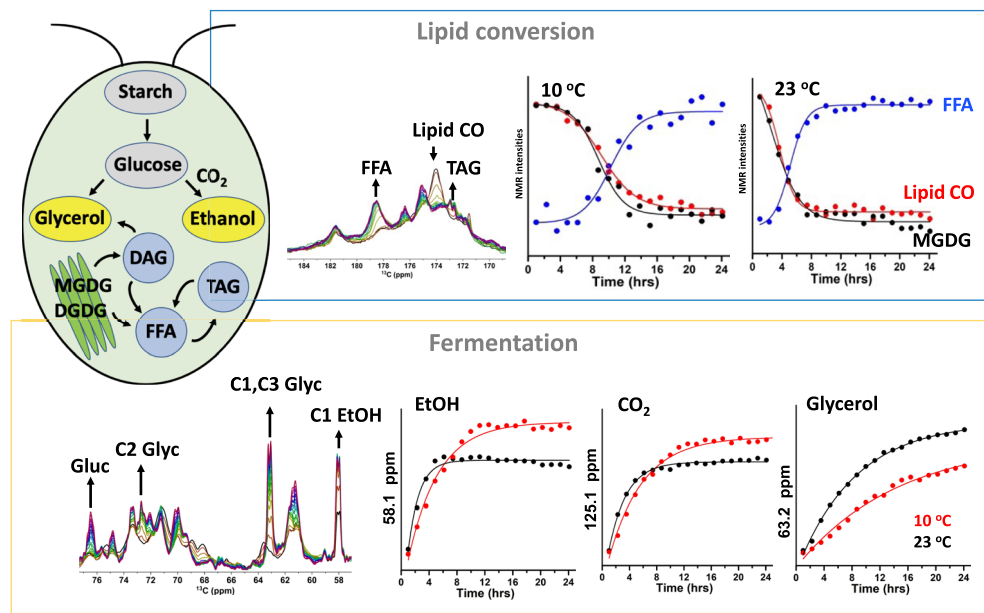 Lipid conversion
Starch
Glucose
CO2
Glycerol
Ethanol
DAG
MGDG
DGDG
TAG
FFA
FFA
Lipid CO
TAG
184 182 180 178 176 174 172 170
13C (ppm)
10 oC
NMR intensities
0 4 8 12 16 20 24
Time (hrs)
23 oC
NMR intensities
FFA
Lipid CO
MGDG
0 4 8 12 16 20 24
Time (hrs)
Fermentation
Gluc
C2 Glyc
C1,C3 Glyc
C1 EtOH
76 74 72 70 68 66 64 62 60 58
13C (ppm)
EtOH
58.1 ppm
0 4 8 12 16 20 24
Time (hrs)
CO2
125.1 ppm
0 4 8 12 16 20 24
Time (hrs)
Glycerol
63.2 ppm
10 oC
23 oC
0 4 8 12 16 20 24
Time (hrs)